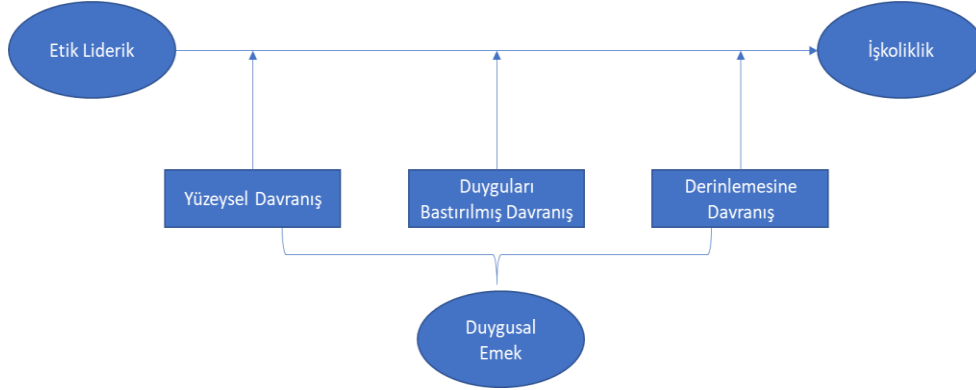 Etik Liderik
İşkoliklik
Yüzeysel Davranış
Duyguları
Bastırılmış Davranış
Derinlemesine
Davranış
Duygusal
Emek